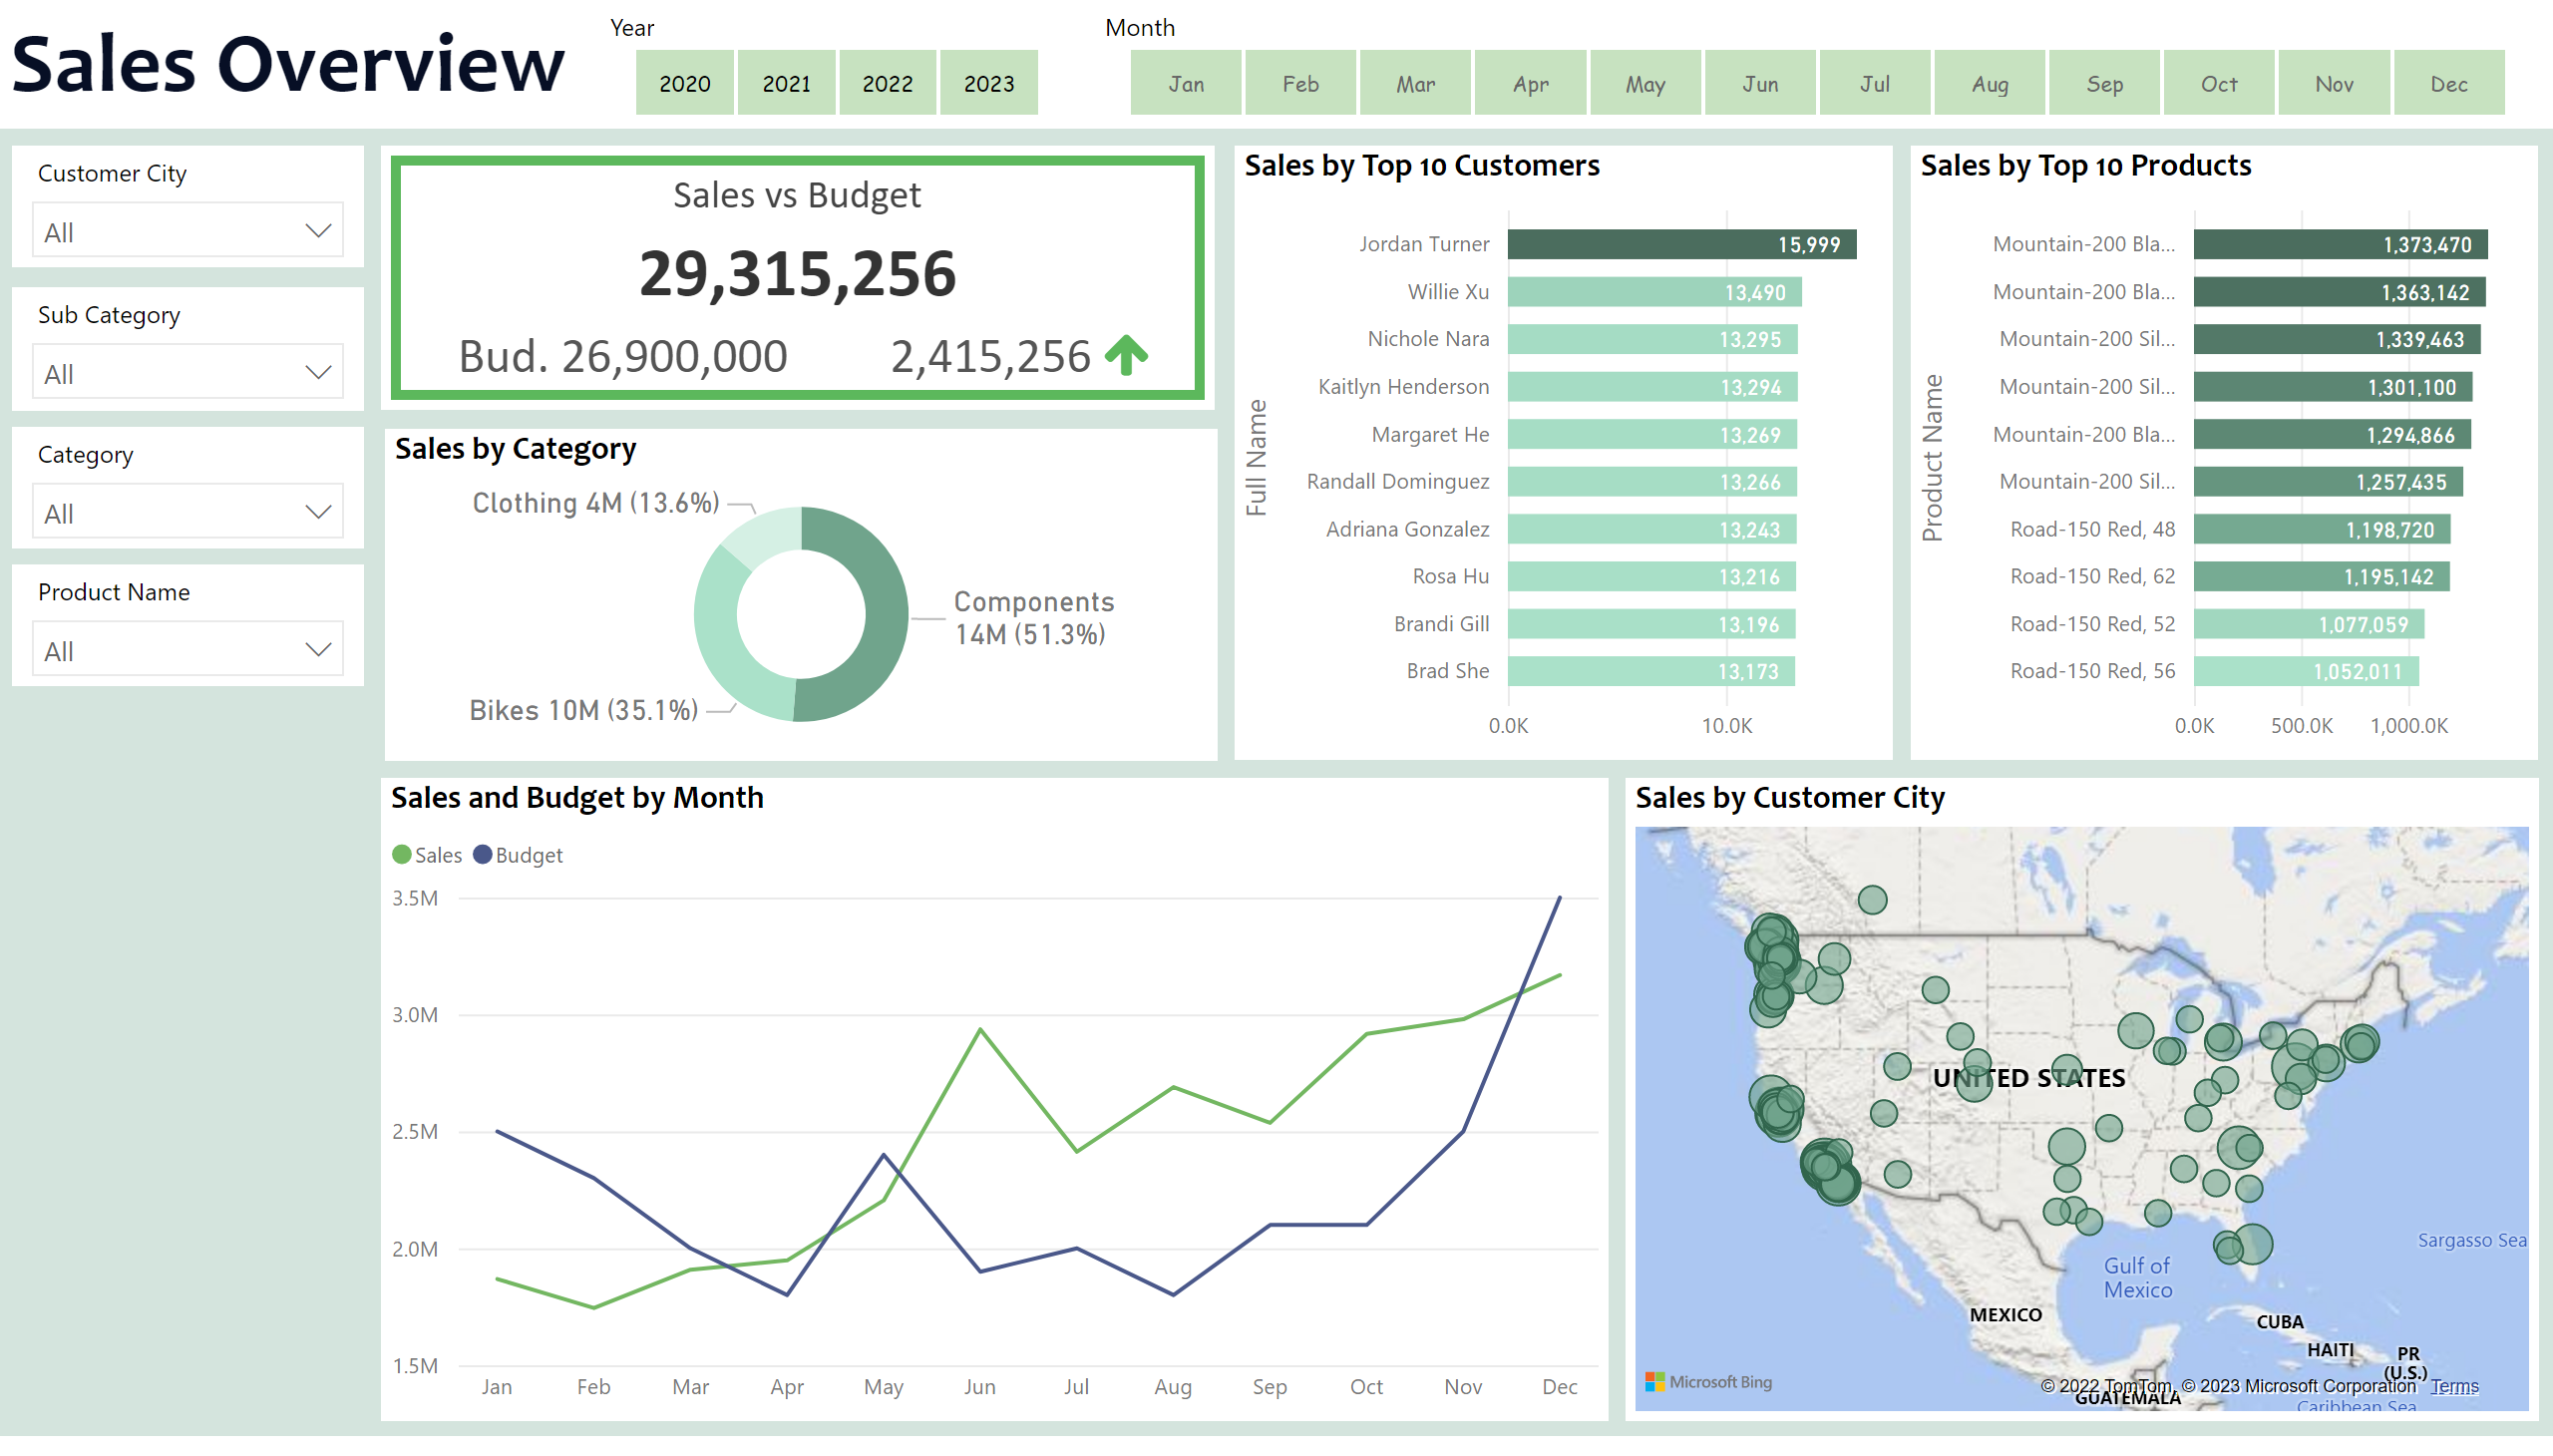 Sales Overview
Year
2020 2021 2022 2023
Month
Jan Feb Mar Apr May Jun Jul Aug Sep Oct Nov Dec
Customer City
All
Sub Category
All
Category
All
Product Name
All
Sales vs Budget
29,315,256
Bud. 26,900,000 2,415,256
Sales by Category
Clothing 4M (13.6%)
Components
14M (51.3%)
Bikes 10M (35.1%)
Sales by Top 10 Customers
Full Name
Jordan Turner 15,999
Willie Xu 13,490
Nichole Nara 13,295
Kaitlyn Henderson 13,294
Margaret He 13,269
Randall Dominguez 13,266
Adriana Gonzalez 13,243
Rosa Hu 13,216
Brandi Gill 13,196
Brad She 13,173
0.0K 10.0K
Sales by Top 10 Products
Product Name
Mountain-200 Bla... 1,373,470
Mountain-200 Bla... 1,363,142
Mountain-200 Sil... 1,339,463
Mountain-200 Sil... 1,301,100
Mountain-200 Bla... 1,294,866
Mountain-200 Sil... 1,257,435
Road-150 Red, 48 1,198,720
Road-150 Red, 62 1,195,142
Road-150 Red, 52 1,077,059
Road-150 Red, 56 1,052,011
0.0K 500.0K 1,000.0K
Sales and Budget by Month
Sales Budget
3.5M
3.0M
2.5M
2.0M
1.5M
Jan Feb Mar Apr May Jun Jul Aug Sep Oct Nov Dec
Sales by Customer City
UNITED STATES
Sargasso Sea
Gulf of
Mexico
MEXICO
CUBA
HAITI
PR
(U.S.)
Microsoft Bing
© 2022 TomTom, © 2023 Microsoft Corporation Terms
GUATEMALA
Caribbean Sea